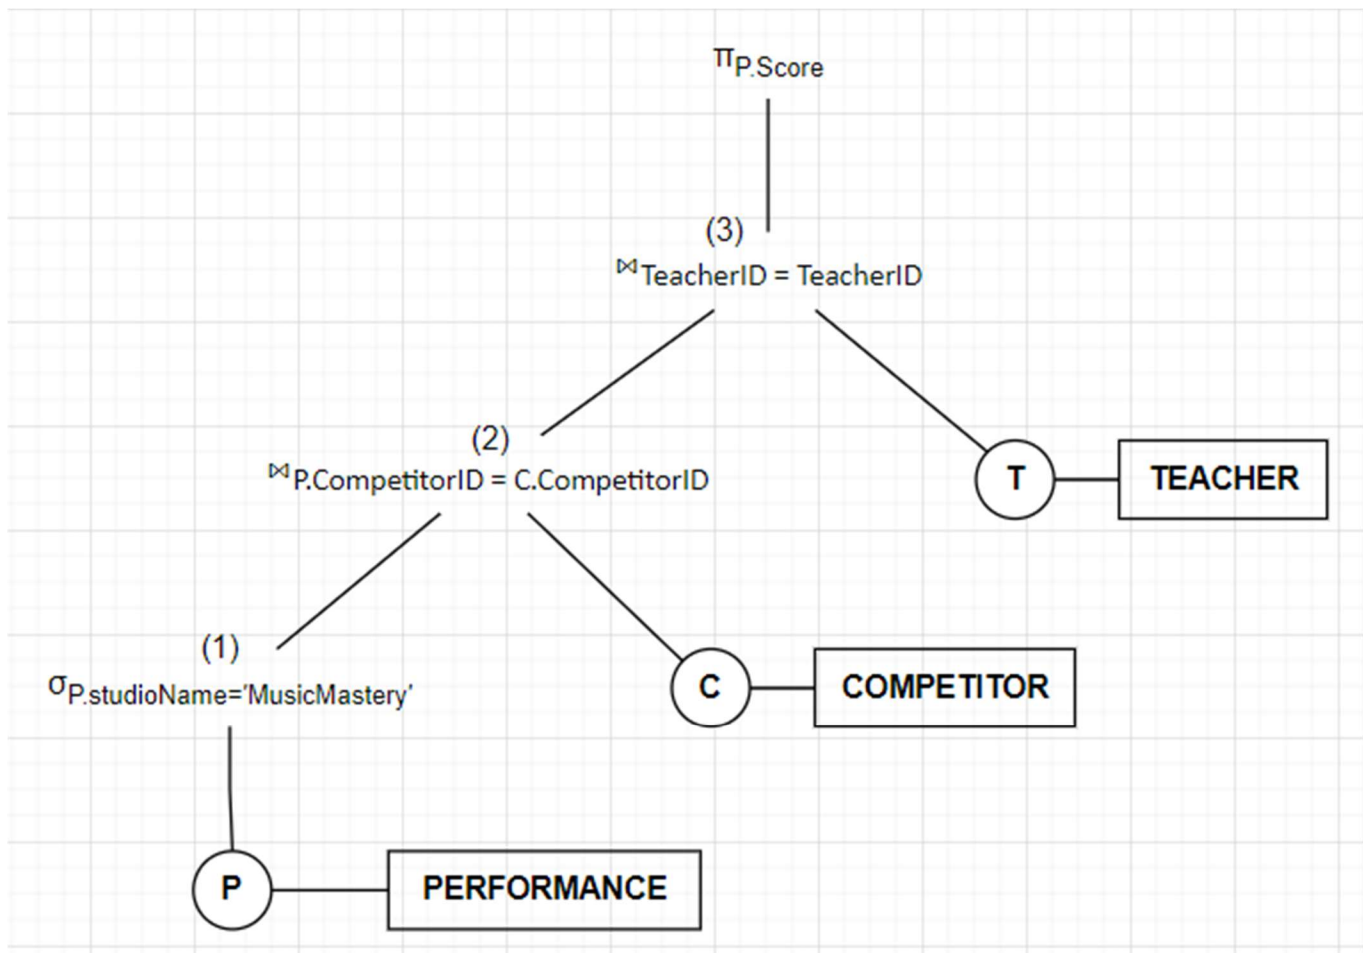 πP.Score
(3)
⋈TeacherID = TeacherID
(2)
⋈P.CompetitorID = C.CompetitorID
T
TEACHER
(1)
σP.studioName='MusicMastery'
C
COMPETITOR
P
PERFORMANCE